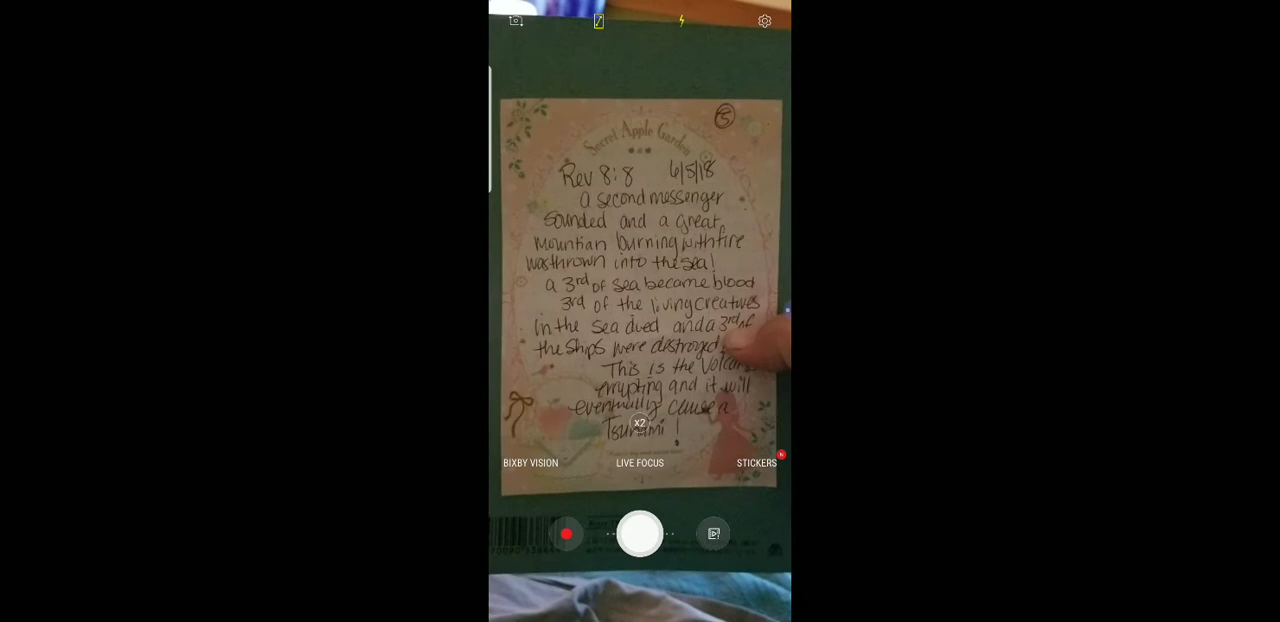 5
Secret Apple Garden
Rev 8:8 6/5/18
a second messenger
sounded and a great
mountian burning with fire
was thrown into the sea!
a 3rd of sea became blood
3rd of the living creatures
in the sea died and a 3rd of
the ships were destroyed
This is the
errupting and it will
eventually cause a
x2
Tsunami!
BIXBY VISION LIVE FOCUS STICKERS
N